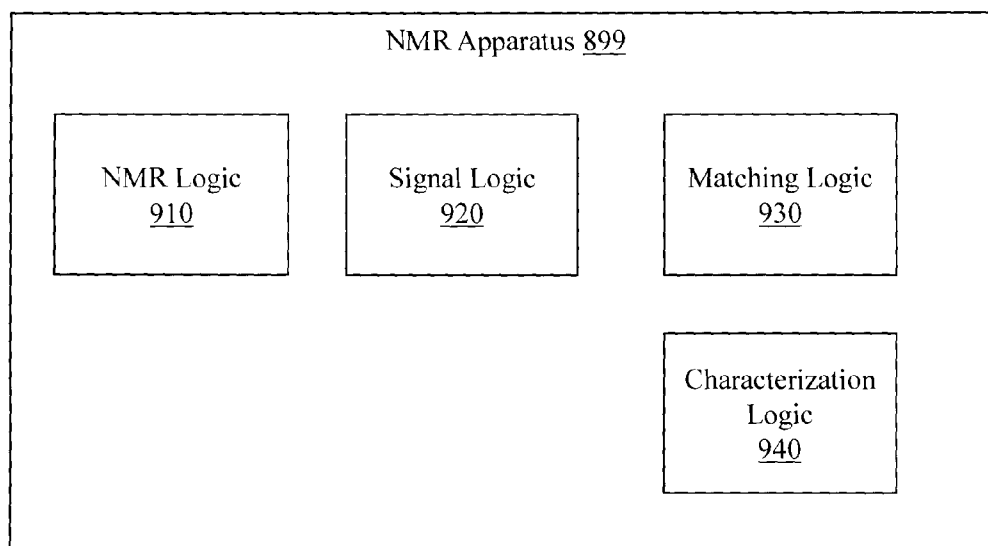 NMR Apparatus 899
NMR Logic
910
Signal Logic
920
Matching Logic
930
Characterization
Logic
940